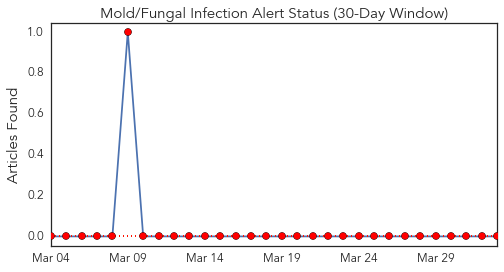 Mold/Fungal Infection Alert Status (30-Day Window)
Articles Found
1.0
0.8
0.6
0.4
0.2
0.0
Mar 04 Mar 09 Mar 14 Mar 19 Mar 24 Mar 29